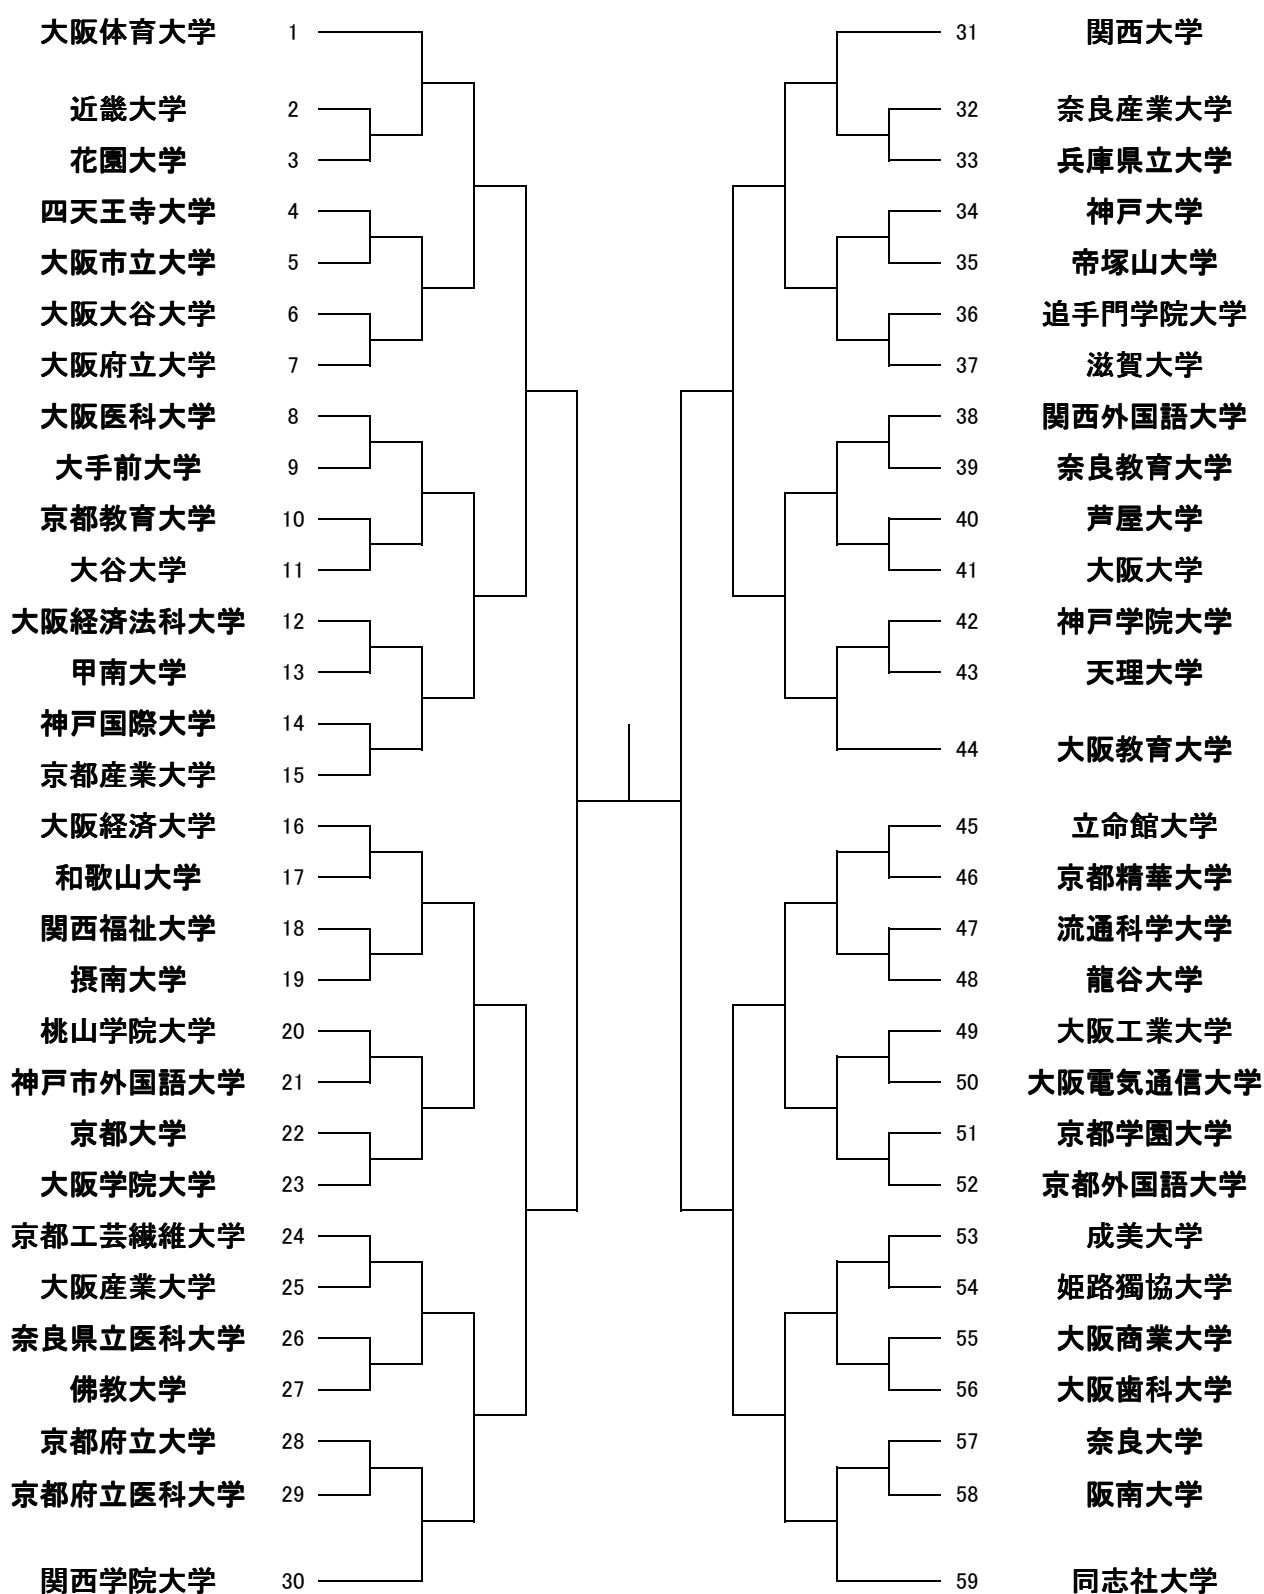 大阪体育大学 1
近畿大学 2
花園大学 3
四天王寺大学 4
大阪市立大学 5
大阪大谷大学 6
大阪府立大学 7
大阪医科大学 8
大手前大学 9
京都教育大学 10
大谷大学 11
大阪経済法科大学 12
甲南大学 13
神戸国際大学 14
京都産業大学 15
大阪経済大学 16
和歌山大学 17
関西福祉大学 18
摂南大学 19
桃山学院大学 20
神戸市外国語大学 21
京都大学 22
大阪学院大学 23
京都工芸繊維大学 24
大阪産業大学 25
奈良県立医科大学 26
佛教大学 27
京都府立大学 28
京都府立医科大学 29
関西学院大学 30
31 関西大学
32 奈良産業大学
33 兵庫県立大学
34 神戸大学
35 帝塚山大学
36 追手門学院大学
37 滋賀大学
38 関西外国語大学
39 奈良教育大学
40 芦屋大学
41 大阪大学
42 神戸学院大学
43 天理大学
44 大阪教育大学
45 立命館大学
46 京都精華大学
47 流通科学大学
48 龍谷大学
49 大阪工業大学
50 大阪電気通信大学
51 京都学園大学
52 京都外国語大学
53 成美大学
54 姫路獨協大学
55 大阪商業大学
56 大阪歯科大学
57 奈良大学
58 阪南大学
59 同志社大学